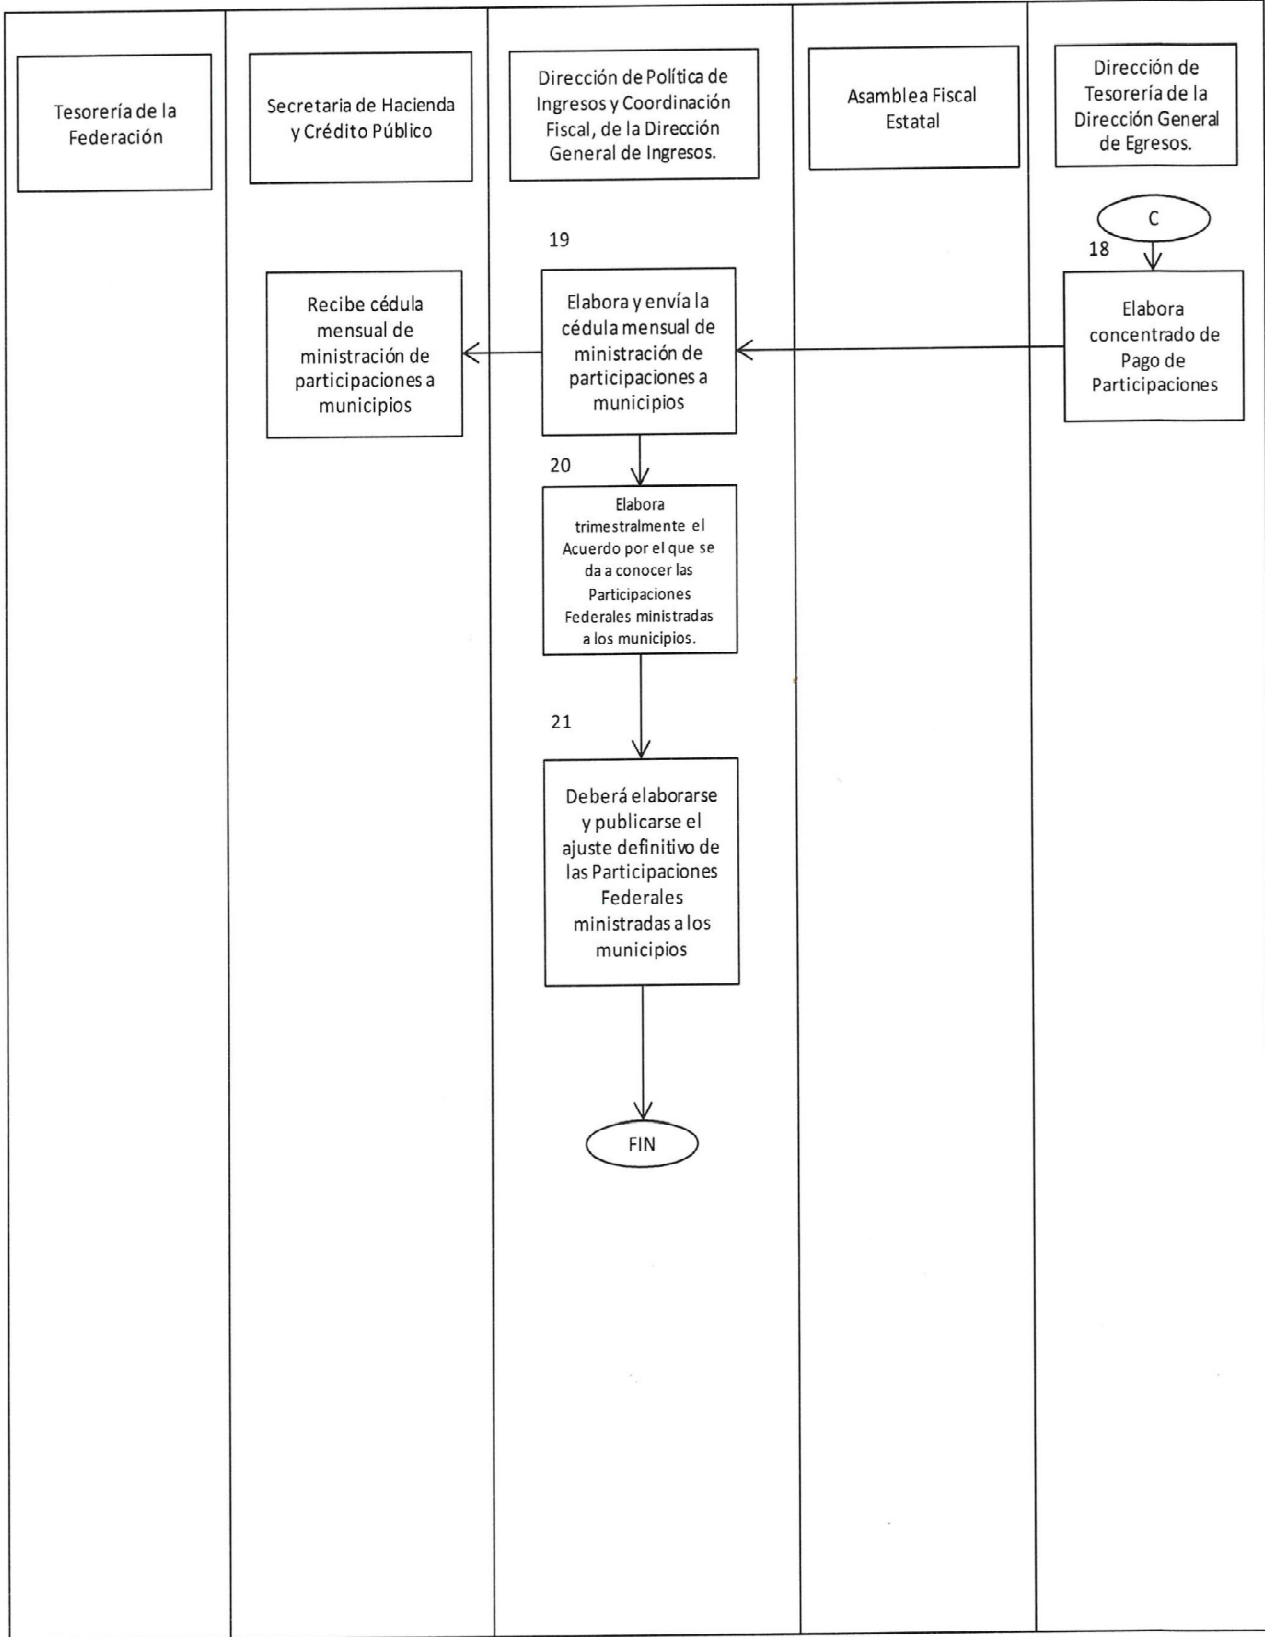 Tesorería de la
Federación
Secretaria de Hacienda
y Crédito Público
Dirección de Política de
Ingresos y Coordinación
Fiscal, de la Dirección
General de Ingresos.
Asamblea Fiscal
Estatal
Dirección de
Tesorería de la
Dirección General
de Egresos.
C
18
Elabora
concentrado de
Pago de
Participaciones
19
Elabora y envía la
cédula mensual de
ministración de
participaciones a
municipios
Recibe cédula
mensual de
ministración de
participaciones a
municipios
20
Elabora
trimestralmente el
Acuerdo por el que se
da a conocer las
Participaciones
Federales ministradas
a los municipios.
21
Deberá elaborarse
y publicarse el
ajuste definitivo de
las Participaciones
Federales
ministradas a los
municipios
FIN